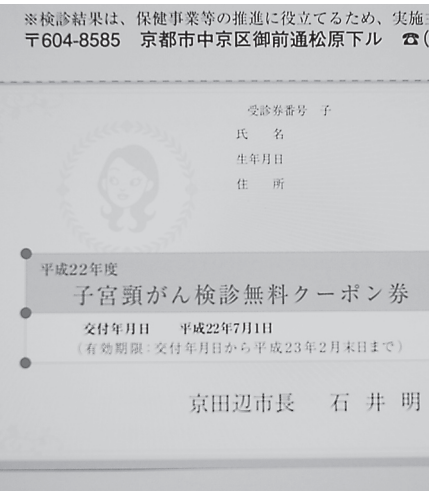 ※検診結果は、保健事業等の推進に役立てるため、実施
〒604-8585 京都市中京区御前通松原下ル ☎(
受診券番号 子
氏 名
生年月日
住 所
平成22年度
子宮頸がん検診無料クーポン券
交付年月日 平成22年7月1日
(有効期限:交付年月日から平成23年2月末日まで)
京田辺市長 石井明